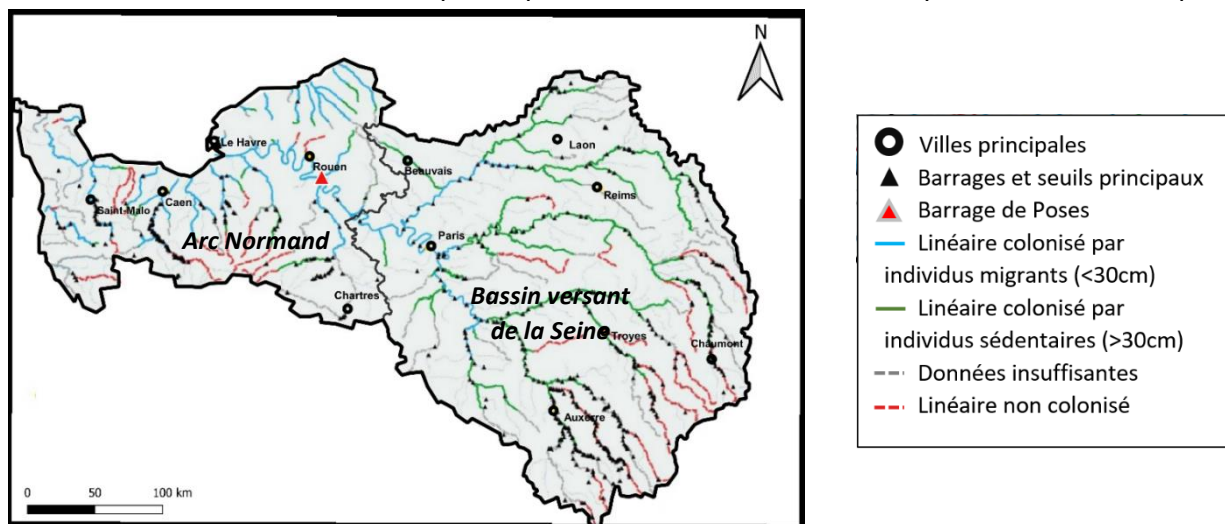 N
Le Havre
Rouen
Beauvais
Laon
Reims
Saint-Malo
Caen
Paris
Arc Normand
Chartres
Bassin versant
de la Seine
Troyes
Chaumont
Auxerre
0 50 100 km
Villes principales
Barrages et seuils principaux
Barrage de Poses
Linéaire colonisé par
individus migrants (<30cm)
Linéaire colonisé par
individus sédentaires (>30cm)
Données insuffisantes
Linéaire non colonisé